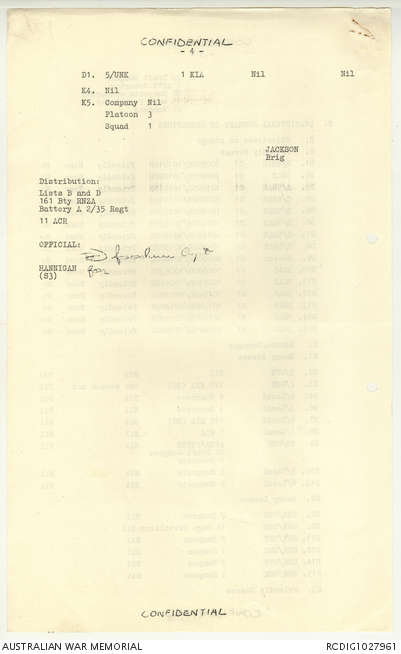 CONFIDENTIAL
- 4 -
D1. 5/UNK 1 KIA Nil Nil
K4. Nil
K5. Company Nil
Platoon 3
Squad 1
JACKSON
Brig
Distribution:
Lists B and D
161 Bty RNZA
Battery A 2/35 Regt
11 ACR
OFFICIAL:
HANNIGAN for
(S3)
CONFIDENTIAL
AUSTRALIAN WAR MEMORIAL
RCDIG1027961